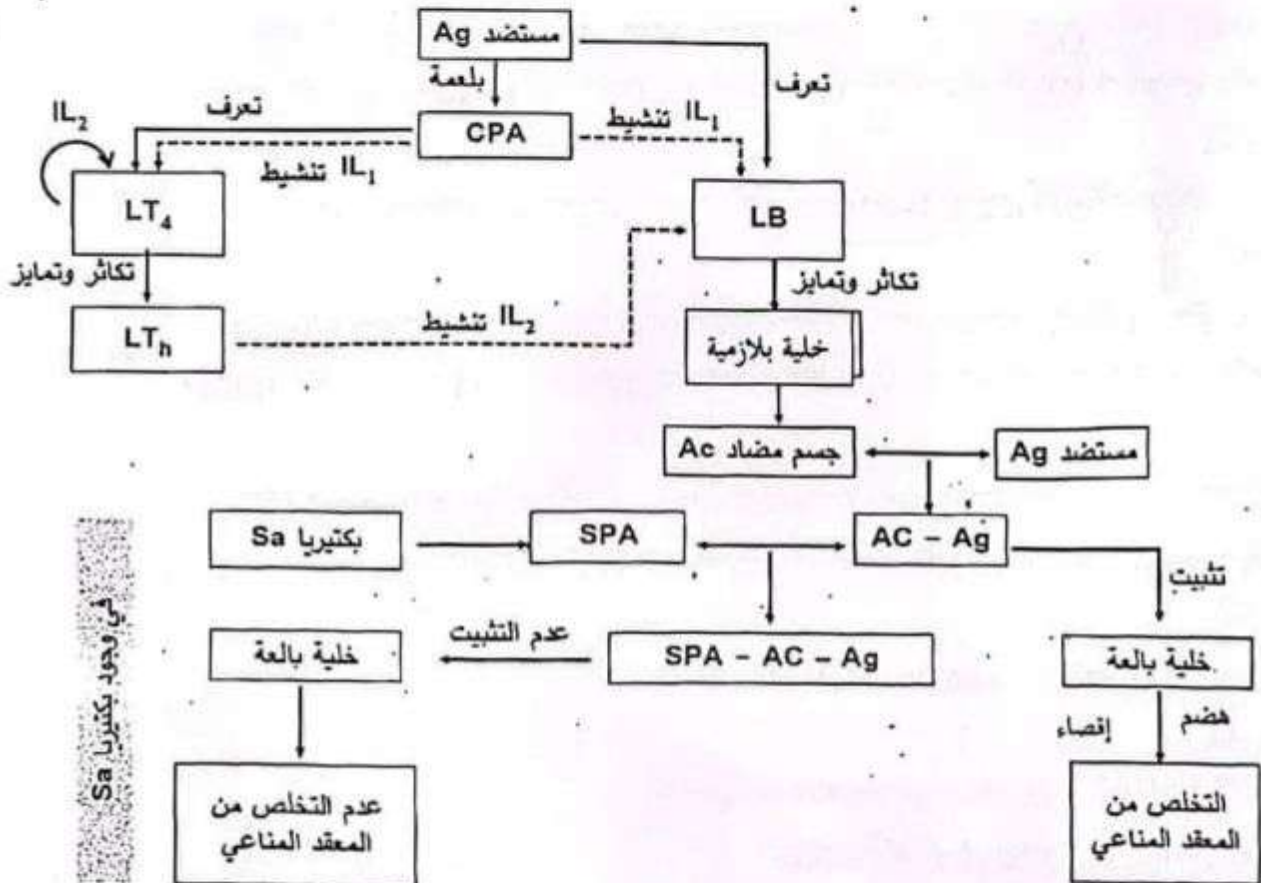 مستضد Ag
بلعمة
تعرف
تعرف
CPA
تنشيط IL₁
IL₂
تنشيط IL₁
LT₄
LB
تكاثر وتمايز
تكاثر وتمايز
LTₕ
تنشيط IL₂
خلية بلازمية
جسم مضاد Ac
مستضد Ag
بكتيريا Sa
SPA
AC – Ag
تثبيت
في وجود بكتيريا Sa
خلية بالعة
عدم التثبيت
SPA – AC – Ag
خلية بالعة
هضم
إقصاء
عدم التخلص من
المعقد المناعي
التخلص من
المعقد المناعي